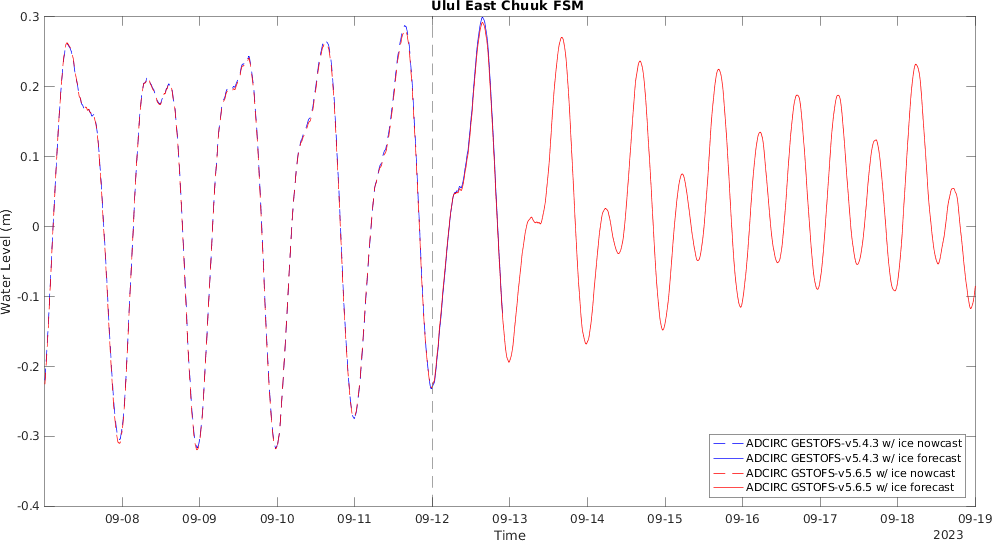 Ulul East Chuuk FSM
0.3
0.2
0.1
0
-0.1
-0.2
-0.3
-0.4
Water Level (m)
ADCIRC GESTOFS-v5.4.3 w/ ice nowcast
ADCIRC GESTOFS-v5.4.3 w/ ice forecast
ADCIRC GSTOFS-v5.6.5 w/ ice nowcast
ADCIRC GSTOFS-v5.6.5 w/ ice forecast
09-08 09-09 09-10 09-11 09-12 09-13 09-14 09-15 09-16 09-17 09-18 09-19
Time
2023